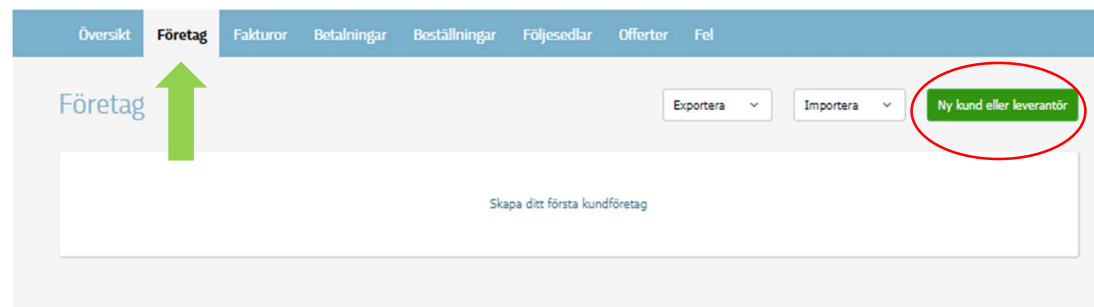 Översikt Företag Fakturor Betalningar Beställningar Följesedlar Offerter Fel
Företag Exportera Importera Ny kund eller leverantör
Skapa ditt första kundföretag